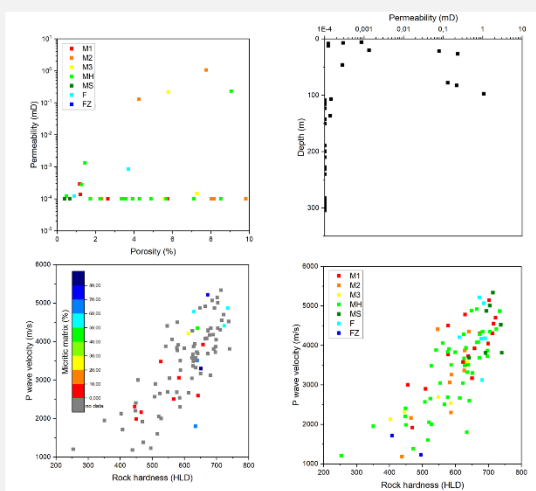 Permeability (mD)
10¹
10⁰
10⁻¹
10⁻²
10⁻³
10⁻⁴
10⁻⁵
M1
M2
M3
MH
MS
F
FZ
0 2 4 6 8 10
Porosity (%)
Permeability (mD)
1E-4 0,001 0,01 0,1 1 10
Depth (m)
0
100
200
300
P wave velocity (m/s)
6000
5000
4000
3000
2000
1000
Micritic matrix (%)
0.000
no data
200 300 400 500 600 700 800
Rock hardness (HLD)
P wave velocity (m/s)
6000
5000
4000
3000
2000
1000
M1
M2
M3
MH
MS
F
FZ
200 300 400 500 600 700 800
Rock hardness (HLD)